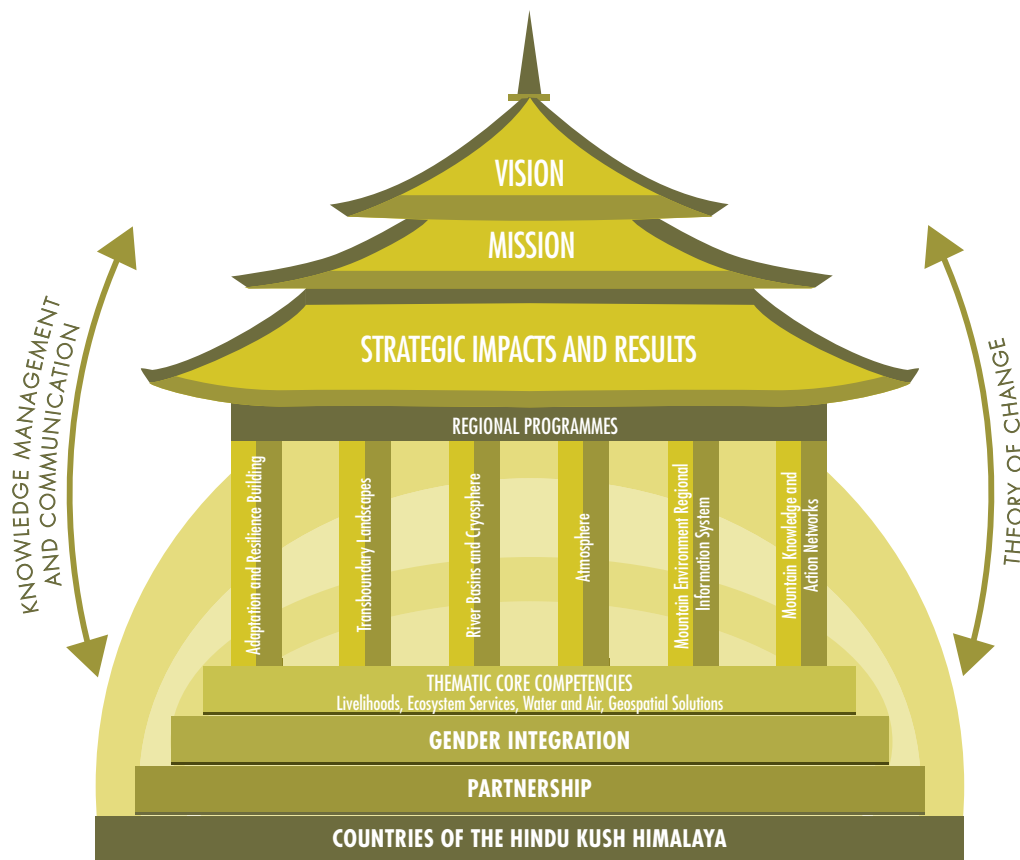 VISION
MISSION
STRATEGIC IMPACTS AND RESULTS
KNOWLEDGE MANAGEMENT
AND COMMUNICATION
THEORY OF CHANGE
REGIONAL PROGRAMMES
Adaptation and Resilience Building
Transboundary Landscapes
River Basins and Cryosphere
Atmosphere
Mountain Environment Regional
Information System
Mountain Knowledge and
Action Networks
THEMATIC CORE COMPETENCIES
Livelihoods, Ecosystem Services, Water and Air, Geospatial Solutions
GENDER INTEGRATION
PARTNERSHIP
COUNTRIES OF THE HINDU KUSH HIMALAYA